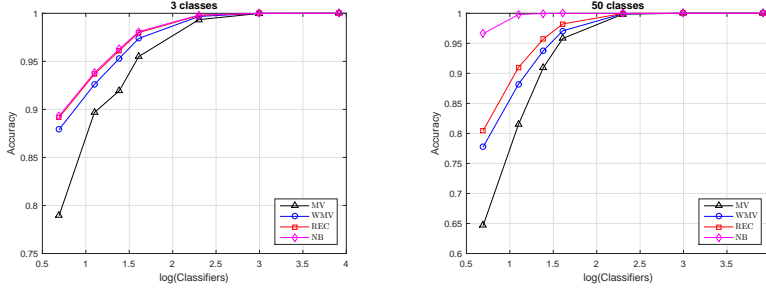 3 classes
1
0.95
0.9
0.85
0.8
0.75
Accuracy
0.5
1
1.5
2
2.5
3
3.5
4
log(Classifiers)
MV
WMV
REC
NB
50 classes
1
0.95
0.9
0.85
0.8
0.75
0.7
0.65
0.6
Accuracy
0.5
1
1.5
2
2.5
3
3.5
log(Classifiers)
MV
WMV
REC
NB